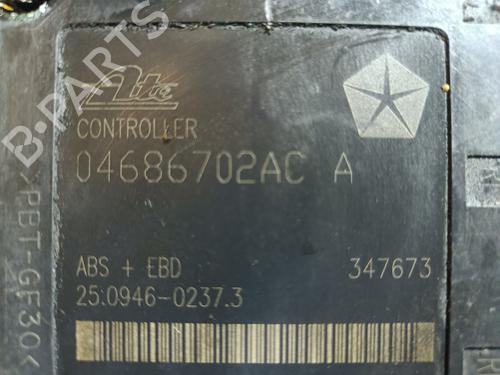 Ate
CONTROLLER
04686702AC A
ABS + EBD 347673
25.0946-0237.3
>PBT-GF30<
B-PARTS